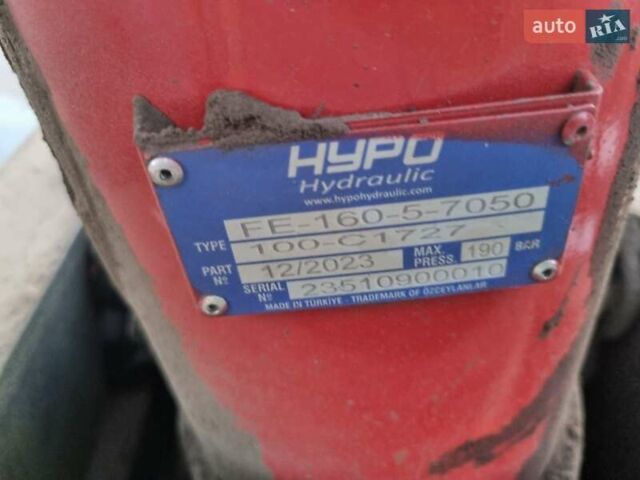 auto RIA.com
HYPO
Hydraulic
www.hypohydraulic.com
TYPE FE-160-5-7050
100-C1727
PART Nº 12/2023 MAX. PRESS. 190 BAR
SERIAL Nº 23510900010
MADE IN TÜRKİYE - TRADEMARK OF ÖZCEYLANLAR